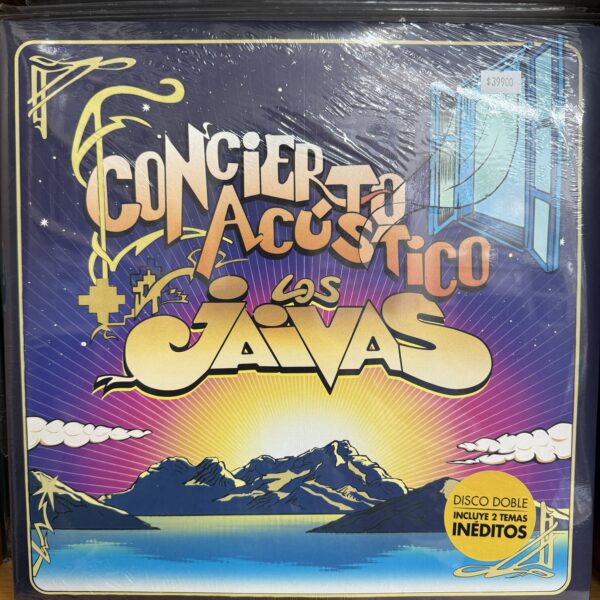 $39900
CONCIERTO
ACÚSTICO
LOS
JAIVAS
DISCO DOBLE
INCLUYE 2 TEMAS
INÉDITOS